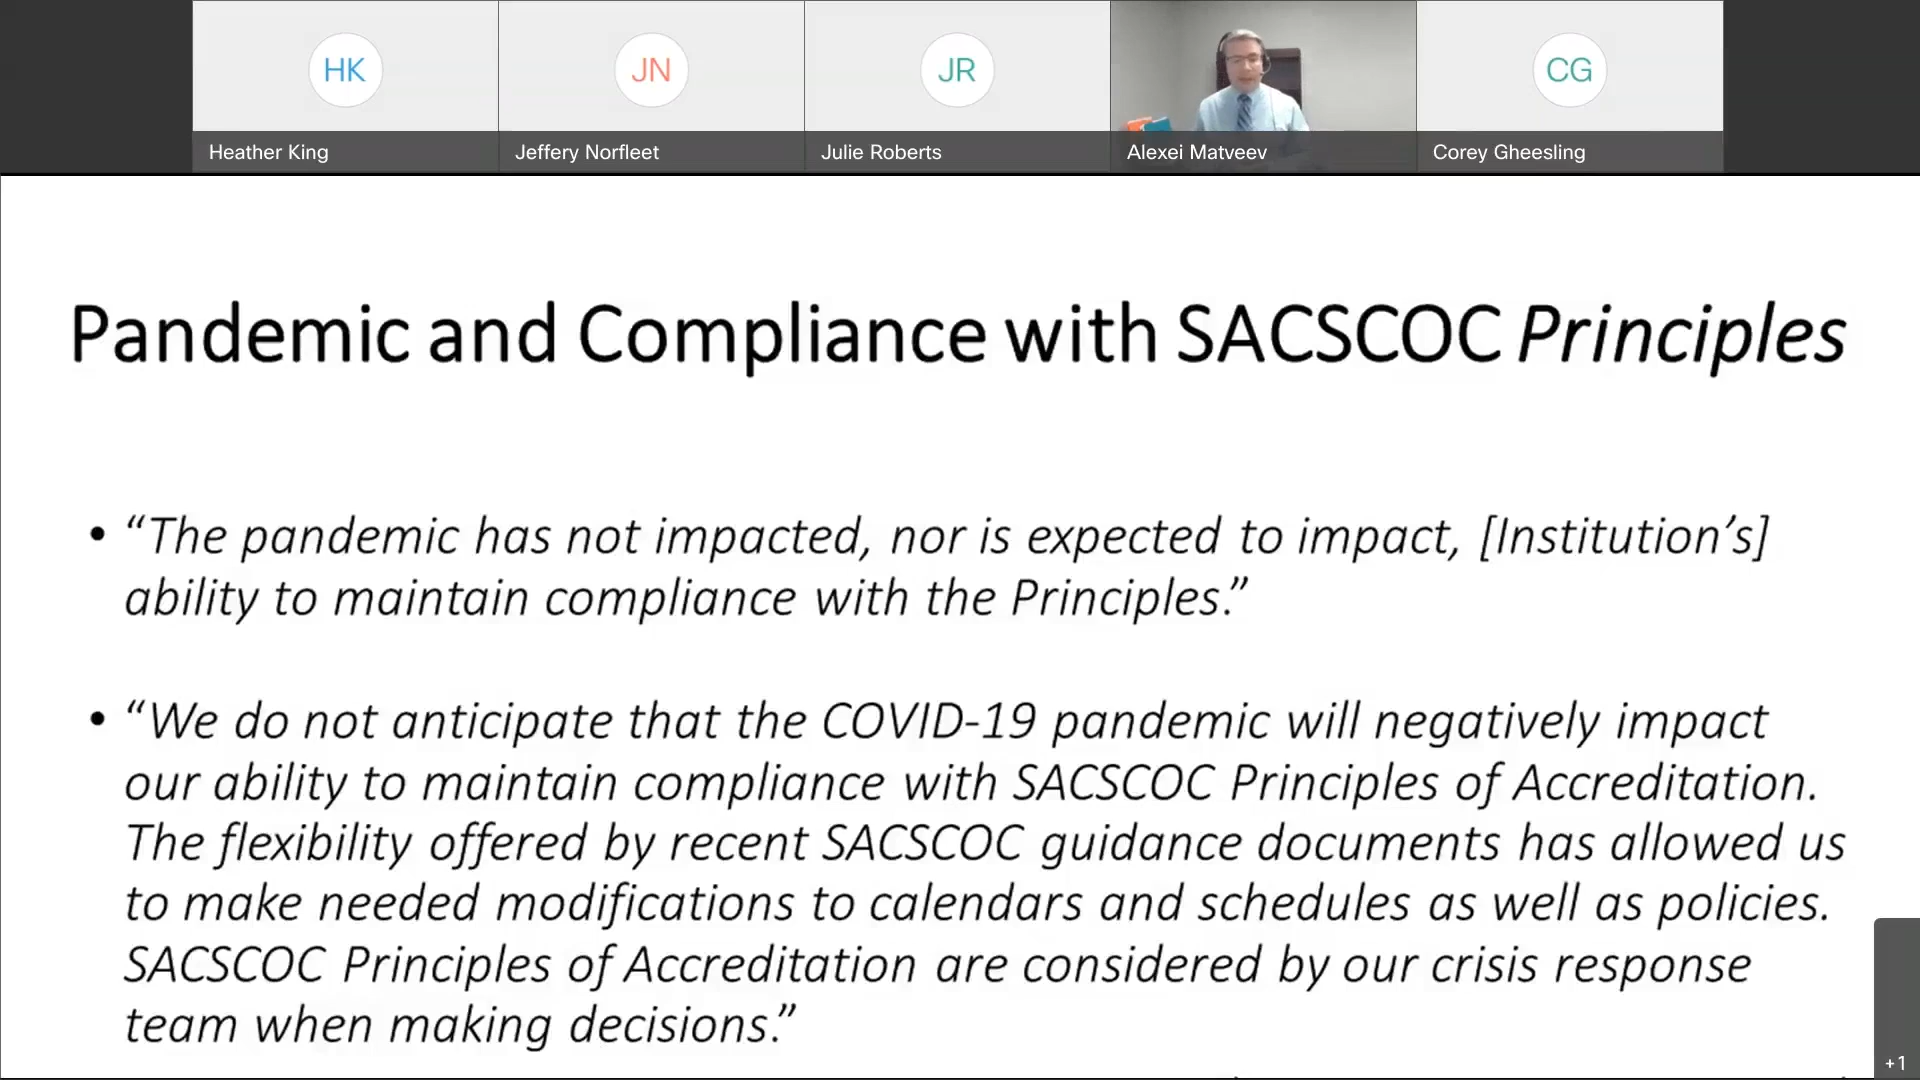 HK
JN
JR
CG
Heather King
Jeffery Norfleet
Julie Roberts
Alexei Matveev
Corey Gheesling
Pandemic and Compliance with SACSCOC Principles
• “The pandemic has not impacted, nor is expected to impact, [Institution’s]
ability to maintain compliance with the Principles.”
• “We do not anticipate that the COVID-19 pandemic will negatively impact
our ability to maintain compliance with SACSCOC Principles of Accreditation.
The flexibility offered by recent SACSCOC guidance documents has allowed us
to make needed modifications to calendars and schedules as well as policies.
SACSCOC Principles of Accreditation are considered by our crisis response
team when making decisions.”
+1